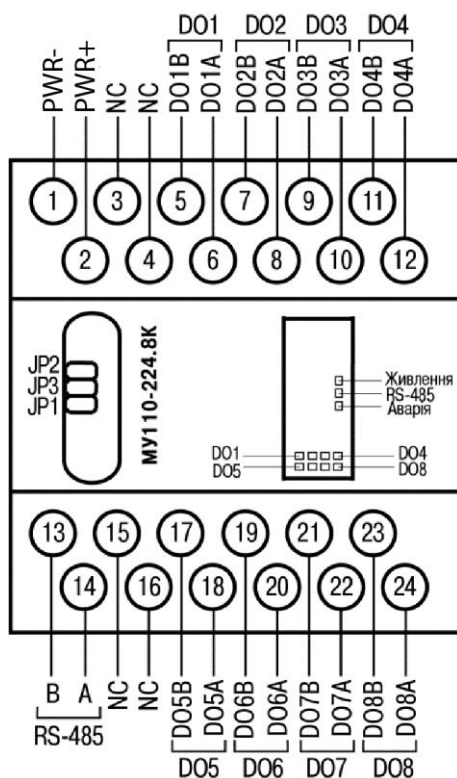 DO1 DO2 DO3 DO4
PWR- PWR+ NC NC DO1B DO1A DO2B DO2A DO3B DO3A DO4B DO4A
1 3 5 7 9 11
2 4 6 8 10 12
JP2
JP3
JP1
МУ110-224.8К
Живлення
RS-485
Аварія
DO1 DO4
DO5 DO8
13 15 17 19 21 23
14 16 18 20 22 24
B A NC NC DO5B DO5A DO6B DO6A DO7B DO7A DO8B DO8A
RS-485
DO5 DO6 DO7 DO8